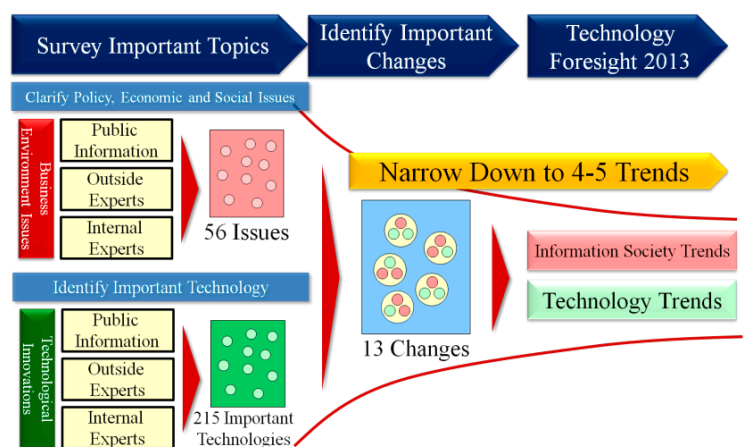 Survey Important Topics
Identify Important
Changes
Technology
Foresight 2013
Clarify Policy, Economic and Social Issues
Business
Environment Issues
Public
Information
Outside
Experts
Internal
Experts
56 Issues
Narrow Down to 4-5 Trends
13 Changes
Information Society Trends
Technology Trends
Identify Important Technology
Technological
Innovations
Public
Information
Outside
Experts
Internal
Experts
215 Important
Technologies